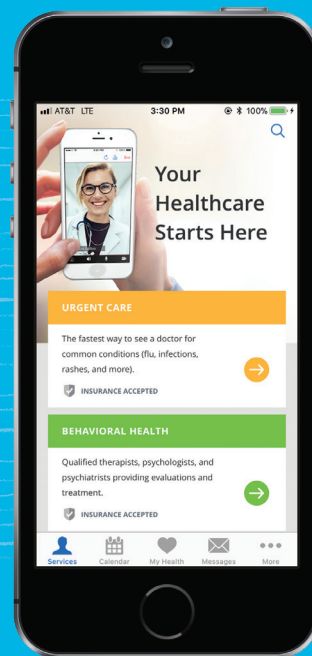 AT&T LTE 3:30 PM 100%
Your
Healthcare
Starts Here
URGENT CARE
The fastest way to see a doctor for
common conditions (flu, infections,
rashes, and more).
INSURANCE ACCEPTED
BEHAVIORAL HEALTH
Qualified therapists, psychologists, and
psychiatrists providing evaluations and
treatment.
INSURANCE ACCEPTED
Services Calendar My Health Messages More